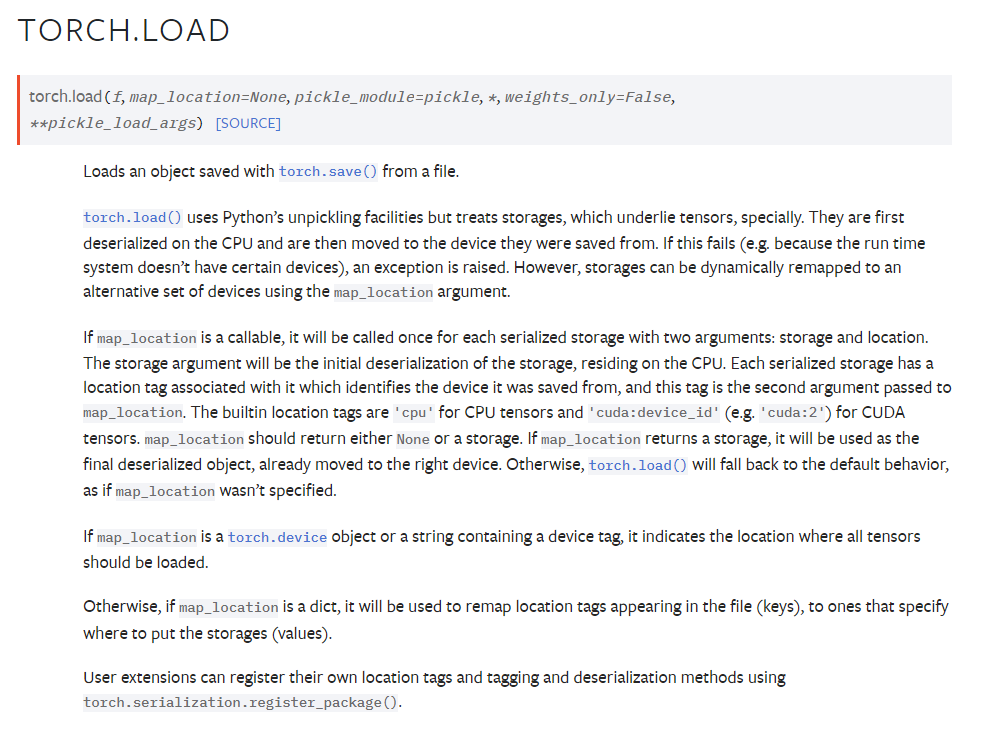 TORCH.LOAD
torch.load(f, map_location=None, pickle_module=pickle, *, weights_only=False,
**pickle_load_args) [SOURCE]
Loads an object saved with torch.save() from a file.
torch.load() uses Python’s unpickling facilities but treats storages, which underlie tensors, specially. They are first
deserialized on the CPU and are then moved to the device they were saved from. If this fails (e.g. because the run time
system doesn’t have certain devices), an exception is raised. However, storages can be dynamically remapped to an
alternative set of devices using the map_location argument.
If map_location is a callable, it will be called once for each serialized storage with two arguments: storage and location.
The storage argument will be the initial deserialization of the storage, residing on the CPU. Each serialized storage has a
location tag associated with it which identifies the device it was saved from, and this tag is the second argument passed to
map_location. The builtin location tags are 'cpu' for CPU tensors and 'cuda:device_id' (e.g. 'cuda:2') for CUDA
tensors. map_location should return either None or a storage. If map_location returns a storage, it will be used as the
final deserialized object, already moved to the right device. Otherwise, torch.load() will fall back to the default behavior,
as if map_location wasn’t specified.
If map_location is a torch.device object or a string containing a device tag, it indicates the location where all tensors
should be loaded.
Otherwise, if map_location is a dict, it will be used to remap location tags appearing in the file (keys), to ones that specify
where to put the storages (values).
User extensions can register their own location tags and tagging and deserialization methods using
torch.serialization.register_package().